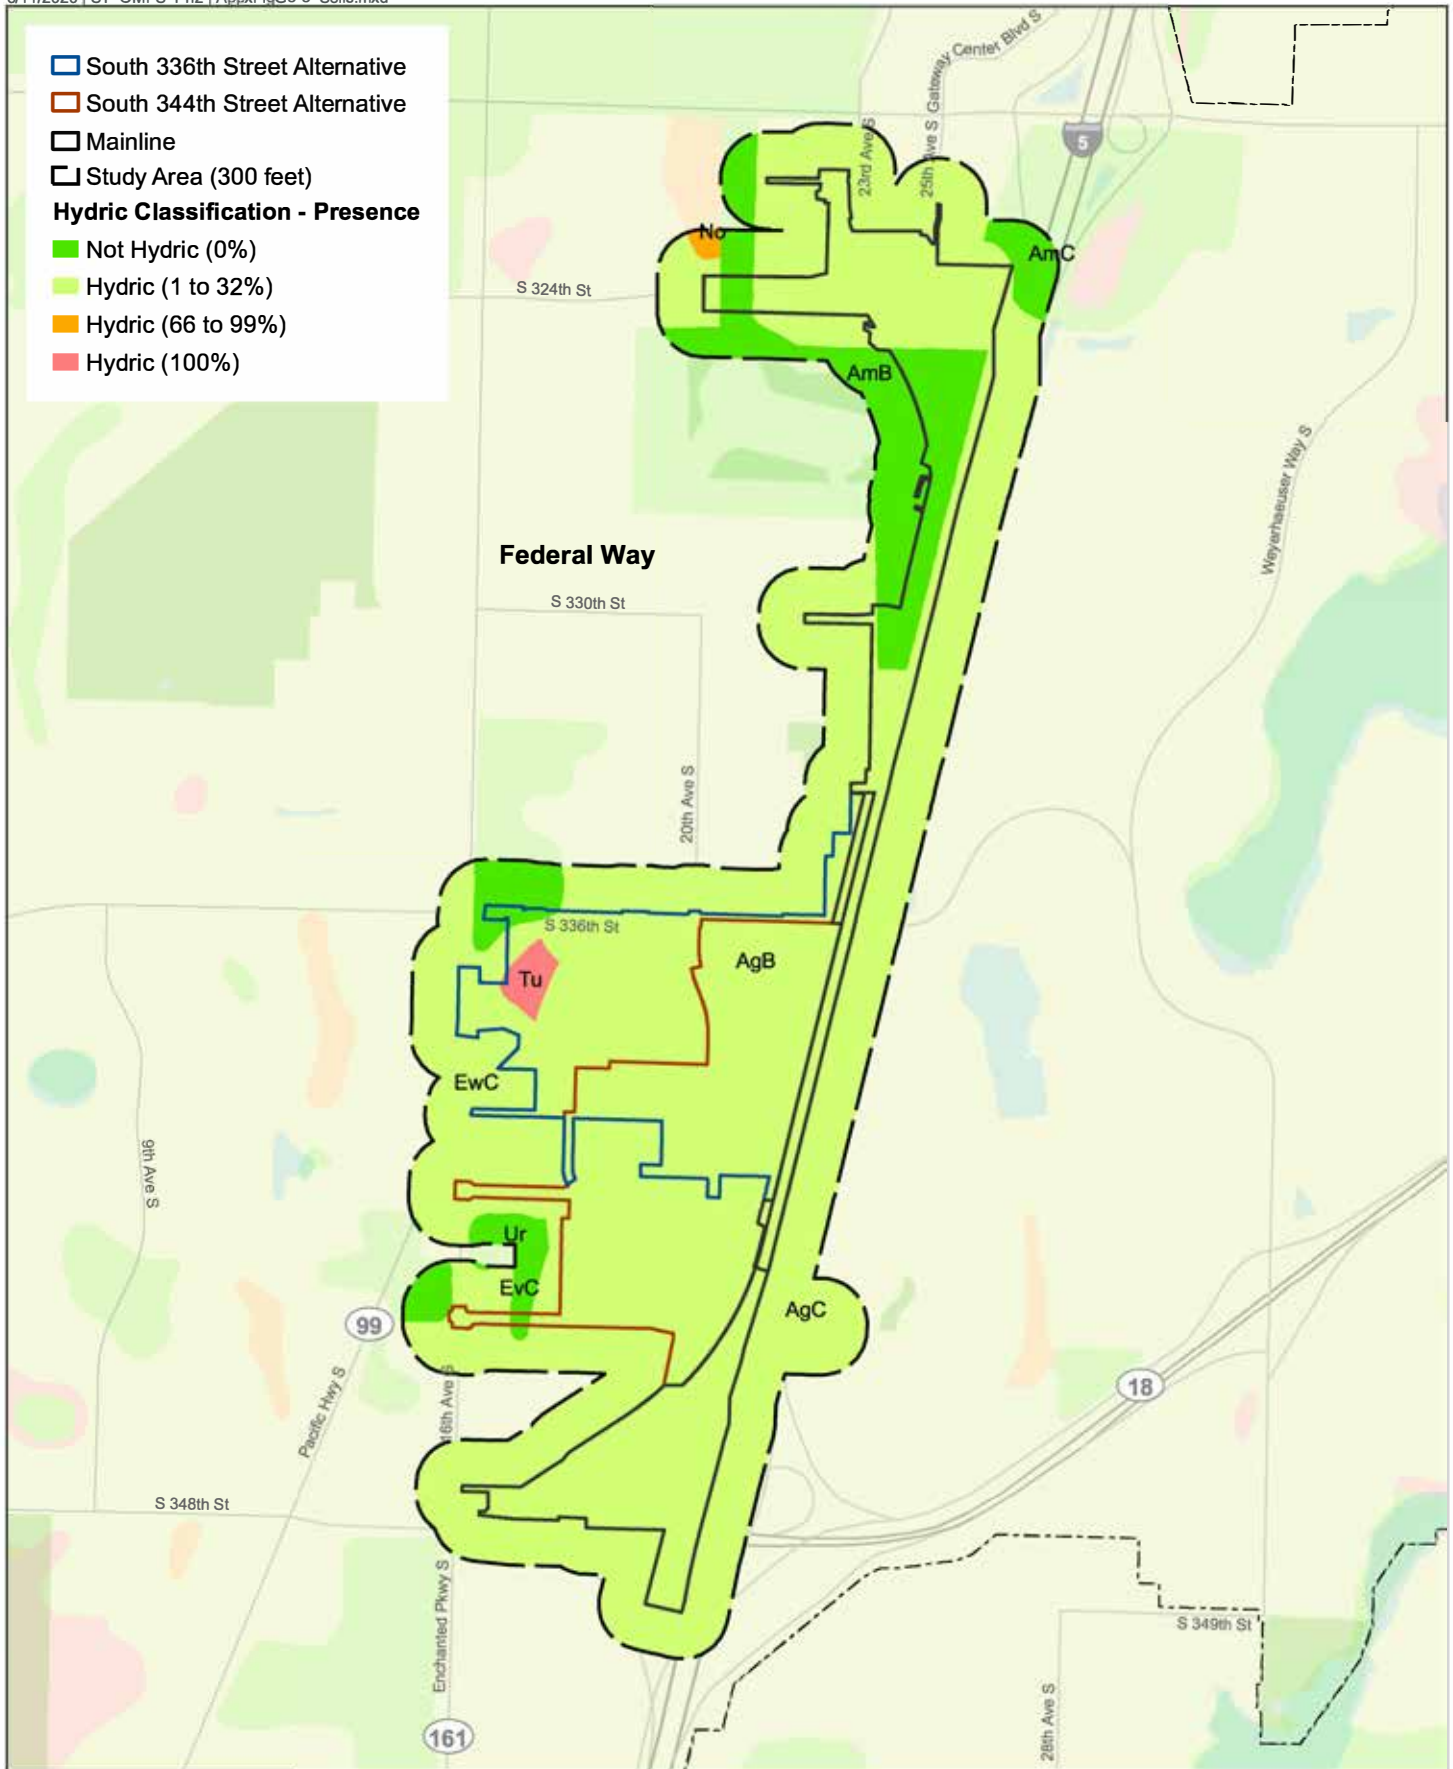 South 336th Street Alternative
South 344th Street Alternative
Mainline
Study Area (300 feet)
Hydric Classification - Presence
Not Hydric (0%)
Hydric (1 to 32%)
Hydric (66 to 99%)
Hydric (100%)
25th Ave S Gateway Center Blvd S
23rd Ave S
5
No
AmC
S 324th St
AmB
Weyerhaeuser Way S
Federal Way
S 330th St
20th Ave S
S 336th St
AgB
Tu
EwC
9th Ave S
Ur
EvC
AgC
99
18
Pacific Hwy S
16th Ave S
S 348th St
Enchanted Pkwy S
S 349th St
28th Ave S
161